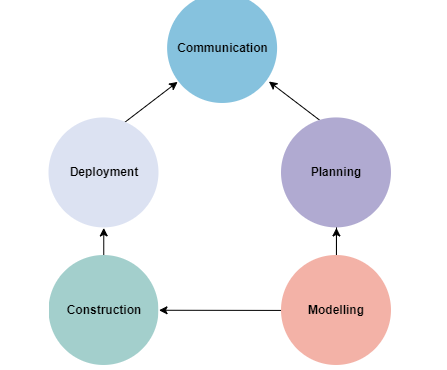 Communication
Deployment
Planning
Construction
Modelling